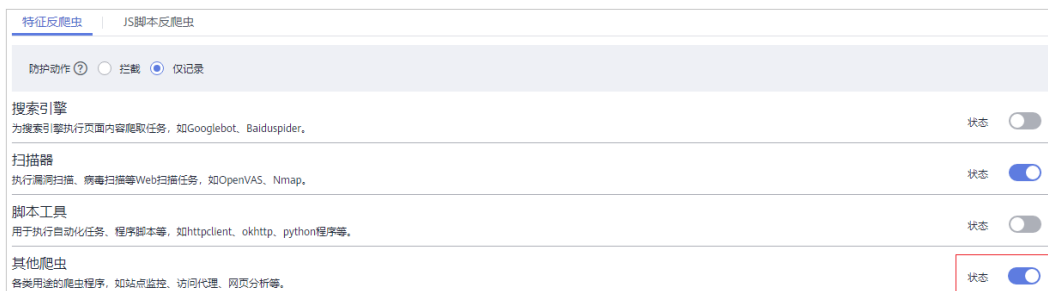 特征反爬虫 JS脚本反爬虫
防护动作 ? 拦截 仅记录
搜索引擎
为搜索引擎执行页面内容爬取任务，如Googlebot、Baiduspider。
状态
扫描器
执行漏洞扫描、病毒扫描等Web扫描任务，如OpenVAS、Nmap。
状态
脚本工具
用于执行自动化任务、程序脚本等，如httpclient、okhttp、python程序等。
状态
其他爬虫
各类用途的爬虫程序，如站点监控、访问代理、网页分析等。
状态